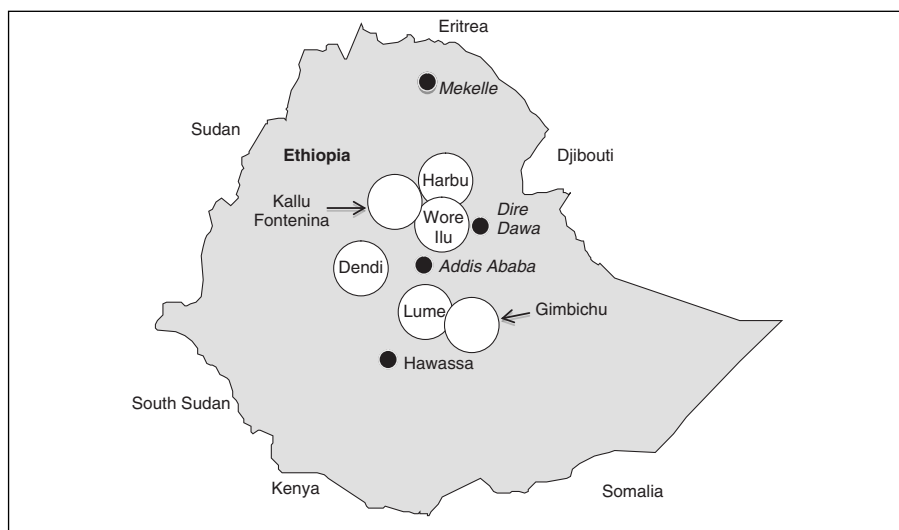 Eritrea
Mekelle
Sudan
Ethiopia
Djibouti
Harbu
Kallu
Fontenina
Wore
Ilu
Dire
Dawa
Dendi
Addis Ababa
Lume
Gimbichu
Hawassa
South Sudan
Kenya
Somalia